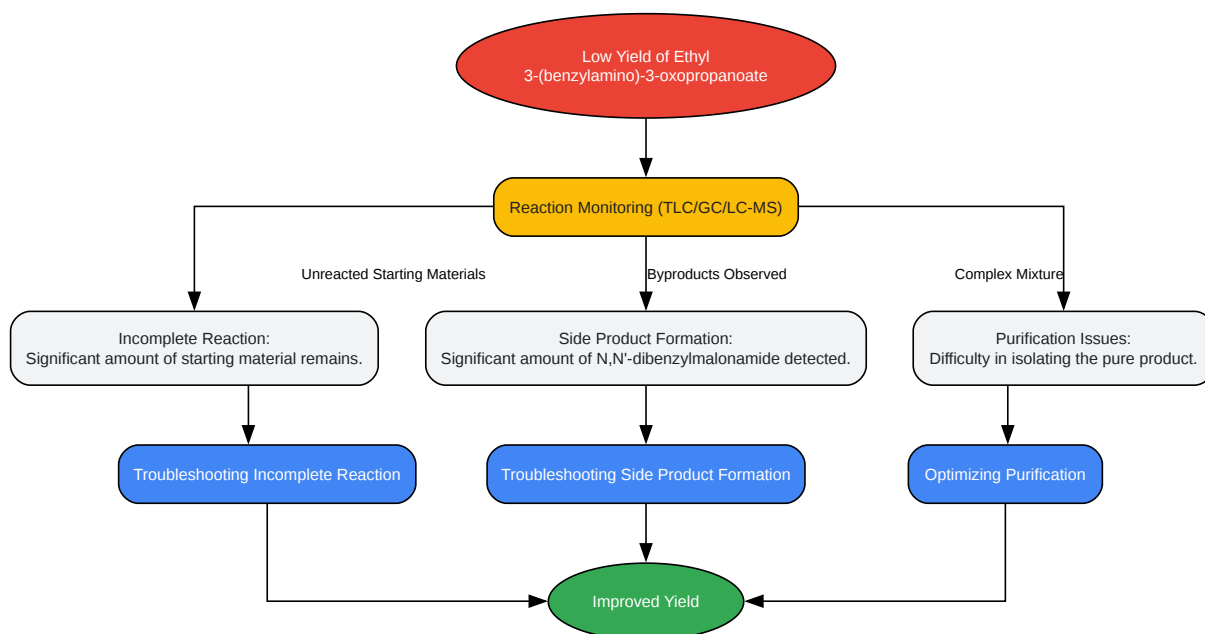 Low Yield of Ethyl
3-(benzylamino)-3-oxopropanoate
Reaction Monitoring (TLC/GC/LC-MS)
Unreacted Starting Materials
Byproducts Observed
Complex Mixture
Incomplete Reaction:
Significant amount of starting material remains.
Side Product Formation:
Significant amount of N,N'-dibenzylmalonamide detected.
Purification Issues:
Difficulty in isolating the pure product.
Troubleshooting Incomplete Reaction
Troubleshooting Side Product Formation
Optimizing Purification
Improved Yield